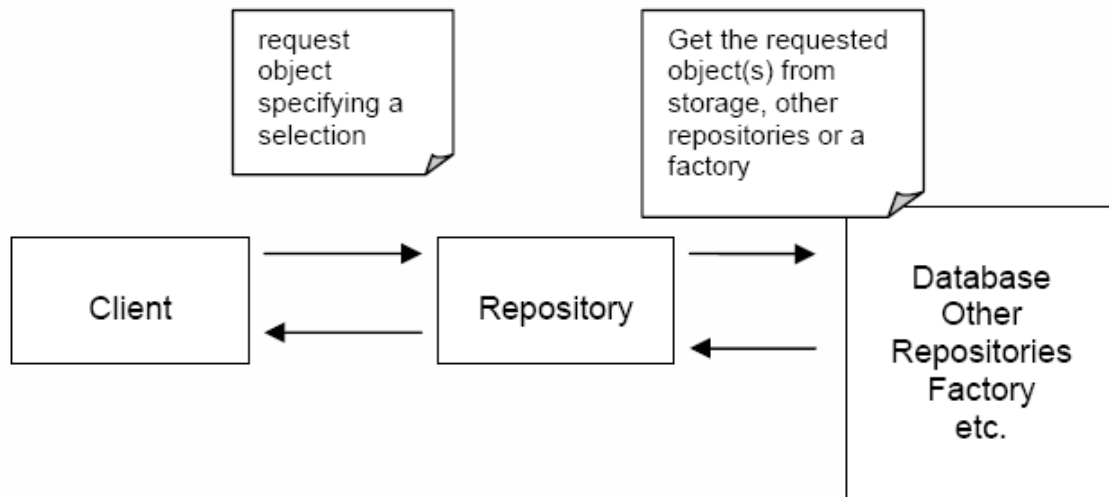 request
object
specifying a
selection
Get the requested
object(s) from
storage, other
repositories or a
factory
Client
Repository
Database
Other
Repositories
Factory
etc.